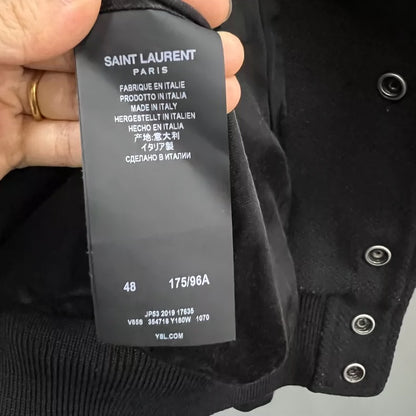 SAINT LAURENT
PARIS
FABRIQUE EN ITALIE
PRODOTTO IN ITALIA
MADE IN ITALY
HERGESTELLT IN ITALIEN
HECHO EN ITALIA
产地:意大利
イタリア製
СДЕЛАНО В ИТАЛИИ
48 175/96A
JP53 2019 17635
V858 354718 Y180W 1070
YSL.COM